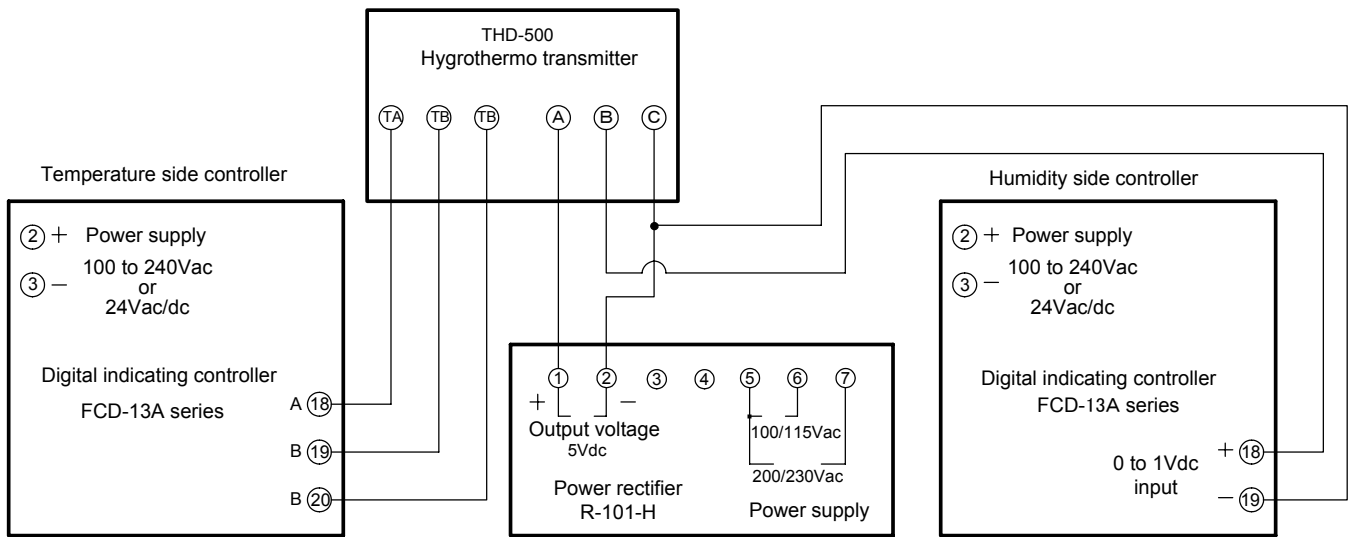 THD-500
Hygrothermo transmitter
TA TB TB A B C
Temperature side controller
2 + Power supply
3 − 100 to 240Vac
or
24Vac/dc
Digital indicating controller
FCD-13A series
A 18
B 19
B 20
1 2 3 4 5 6 7
+ −
Output voltage
5Vdc
100/115Vac
200/230Vac
Power rectifier
R-101-H
Power supply
Humidity side controller
2 + Power supply
3 − 100 to 240Vac
or
24Vac/dc
Digital indicating controller
FCD-13A series
0 to 1Vdc
input
+ 18
− 19